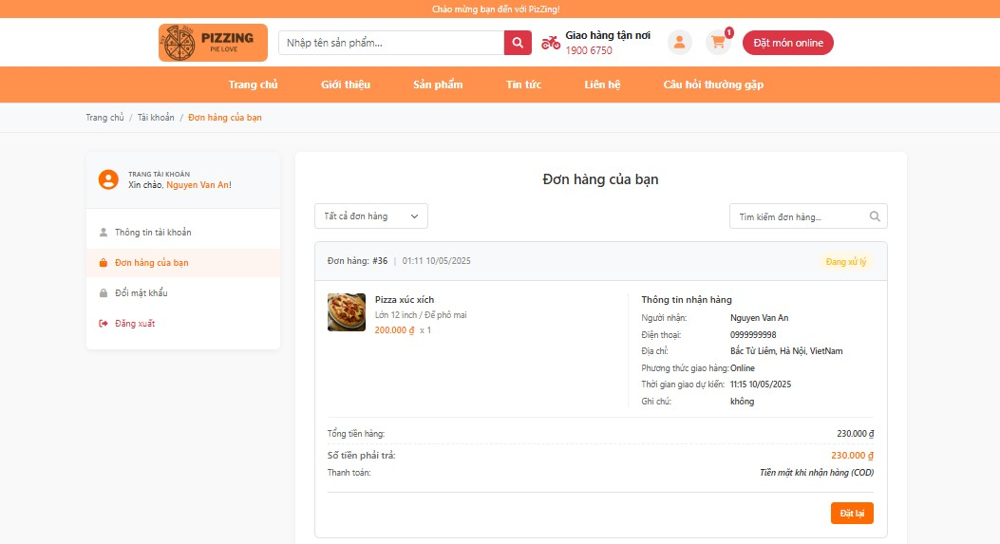 Chào mừng bạn đến với PizZing!
PIZZING
PIE LOVE
Nhập tên sản phẩm...
Giao hàng tận nơi
1900 6750
1
Đặt món online
Trang chủ Giới thiệu Sản phẩm Tin tức Liên hệ Câu hỏi thường gặp
Trang chủ / Tài khoản / Đơn hàng của bạn
TRANG TÀI KHOẢN
Xin chào, Nguyen Van An!
Thông tin tài khoản
Đơn hàng của bạn
Đổi mật khẩu
Đăng xuất
Đơn hàng của bạn
Tất cả đơn hàng
Tìm kiếm đơn hàng...
Đơn hàng: #36 | 01:11 10/05/2025
Đang xử lý
Pizza xúc xích
Lớn 12 inch / Đế phô mai
200.000 ₫ x 1
Thông tin nhận hàng
Người nhận: Nguyen Van An
Điện thoại: 0999999998
Địa chỉ: Bắc Từ Liêm, Hà Nội, VietNam
Phương thức giao hàng: Online
Thời gian giao dự kiến: 11:15 10/05/2025
Ghi chú: không
Tổng tiền hàng: 230.000 ₫
Số tiền phải trả: 230.000 ₫
Thanh toán: Tiền mặt khi nhận hàng (COD)
Đặt lại